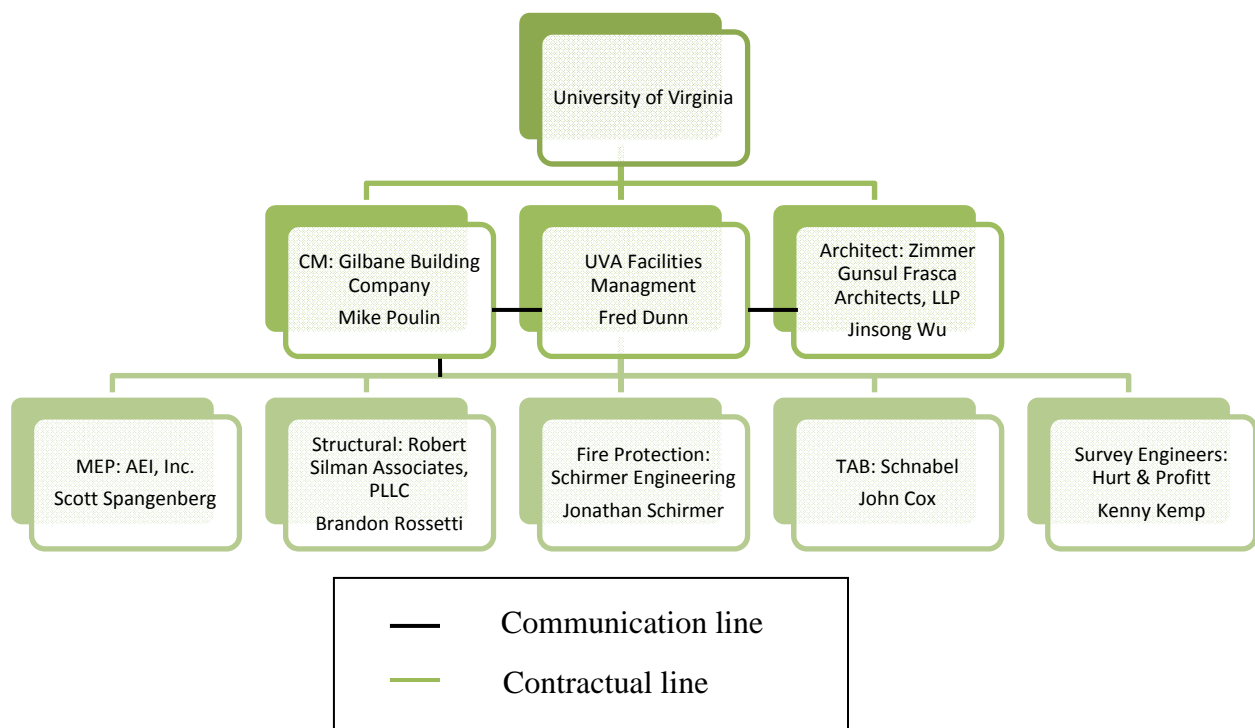 University of Virginia
CM: Gilbane Building
Company
Mike Poulin
UVA Facilities
Managment
Fred Dunn
Architect: Zimmer
Gunsul Frasca
Architects, LLP
Jinsong Wu
MEP: AEI, Inc.
Scott Spangenberg
Structural: Robert
Silman Associates,
PLLC
Brandon Rossetti
Fire Protection:
Schirmer Engineering
Jonathan Schirmer
TAB: Schnabel
John Cox
Survey Engineers:
Hurt & Profitt
Kenny Kemp
Communication line
Contractual line